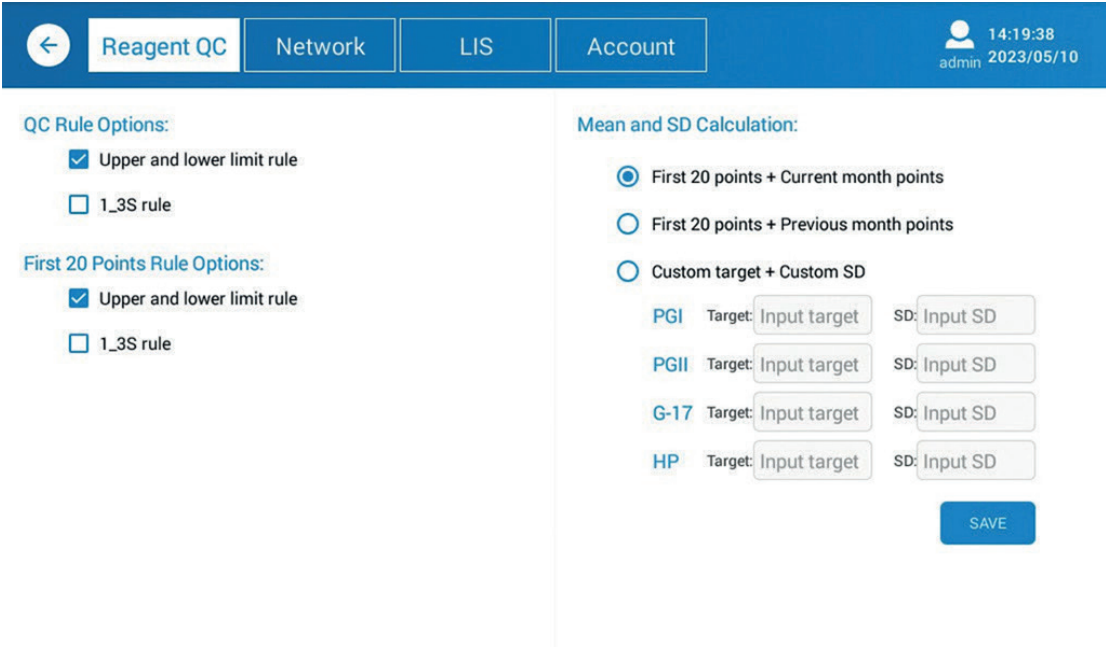 Reagent QC
Network
LIS
Account
admin
14:19:38
2023/05/10
QC Rule Options:
Upper and lower limit rule
1_3S rule
First 20 Points Rule Options:
Upper and lower limit rule
1_3S rule
Mean and SD Calculation:
First 20 points + Current month points
First 20 points + Previous month points
Custom target + Custom SD
PGI Target: Input target SD: Input SD
PGII Target: Input target SD: Input SD
G-17 Target: Input target SD: Input SD
HP Target: Input target SD: Input SD
SAVE